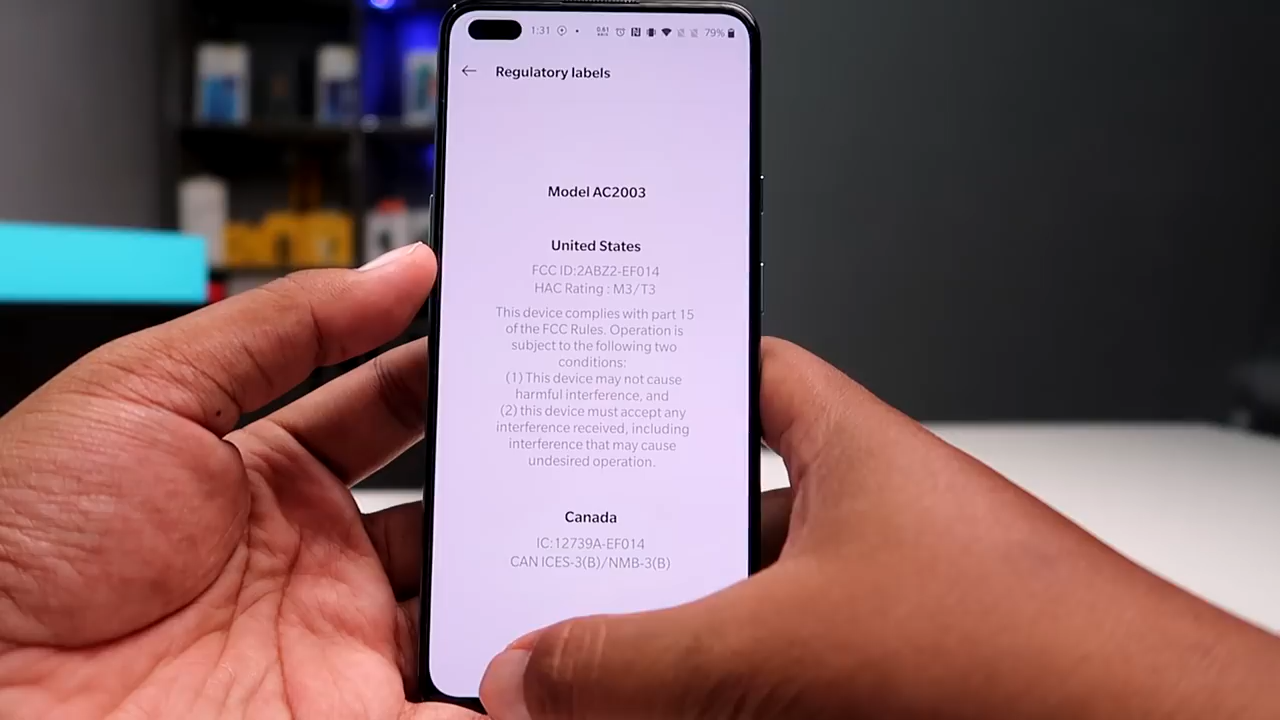 1:31
0.61
79%
Regulatory labels
Model AC2003
United States
FCC ID:2ABZ2-EF014
HAC Rating : M3/T3
This device complies with part 15
of the FCC Rules. Operation is
subject to the following two
conditions:
(1) This device may not cause
harmful interference, and
(2) this device must accept any
interference received, including
interference that may cause
undesired operation.
Canada
IC:12739A-EF014
CAN ICES-3(B)/NMB-3(B)